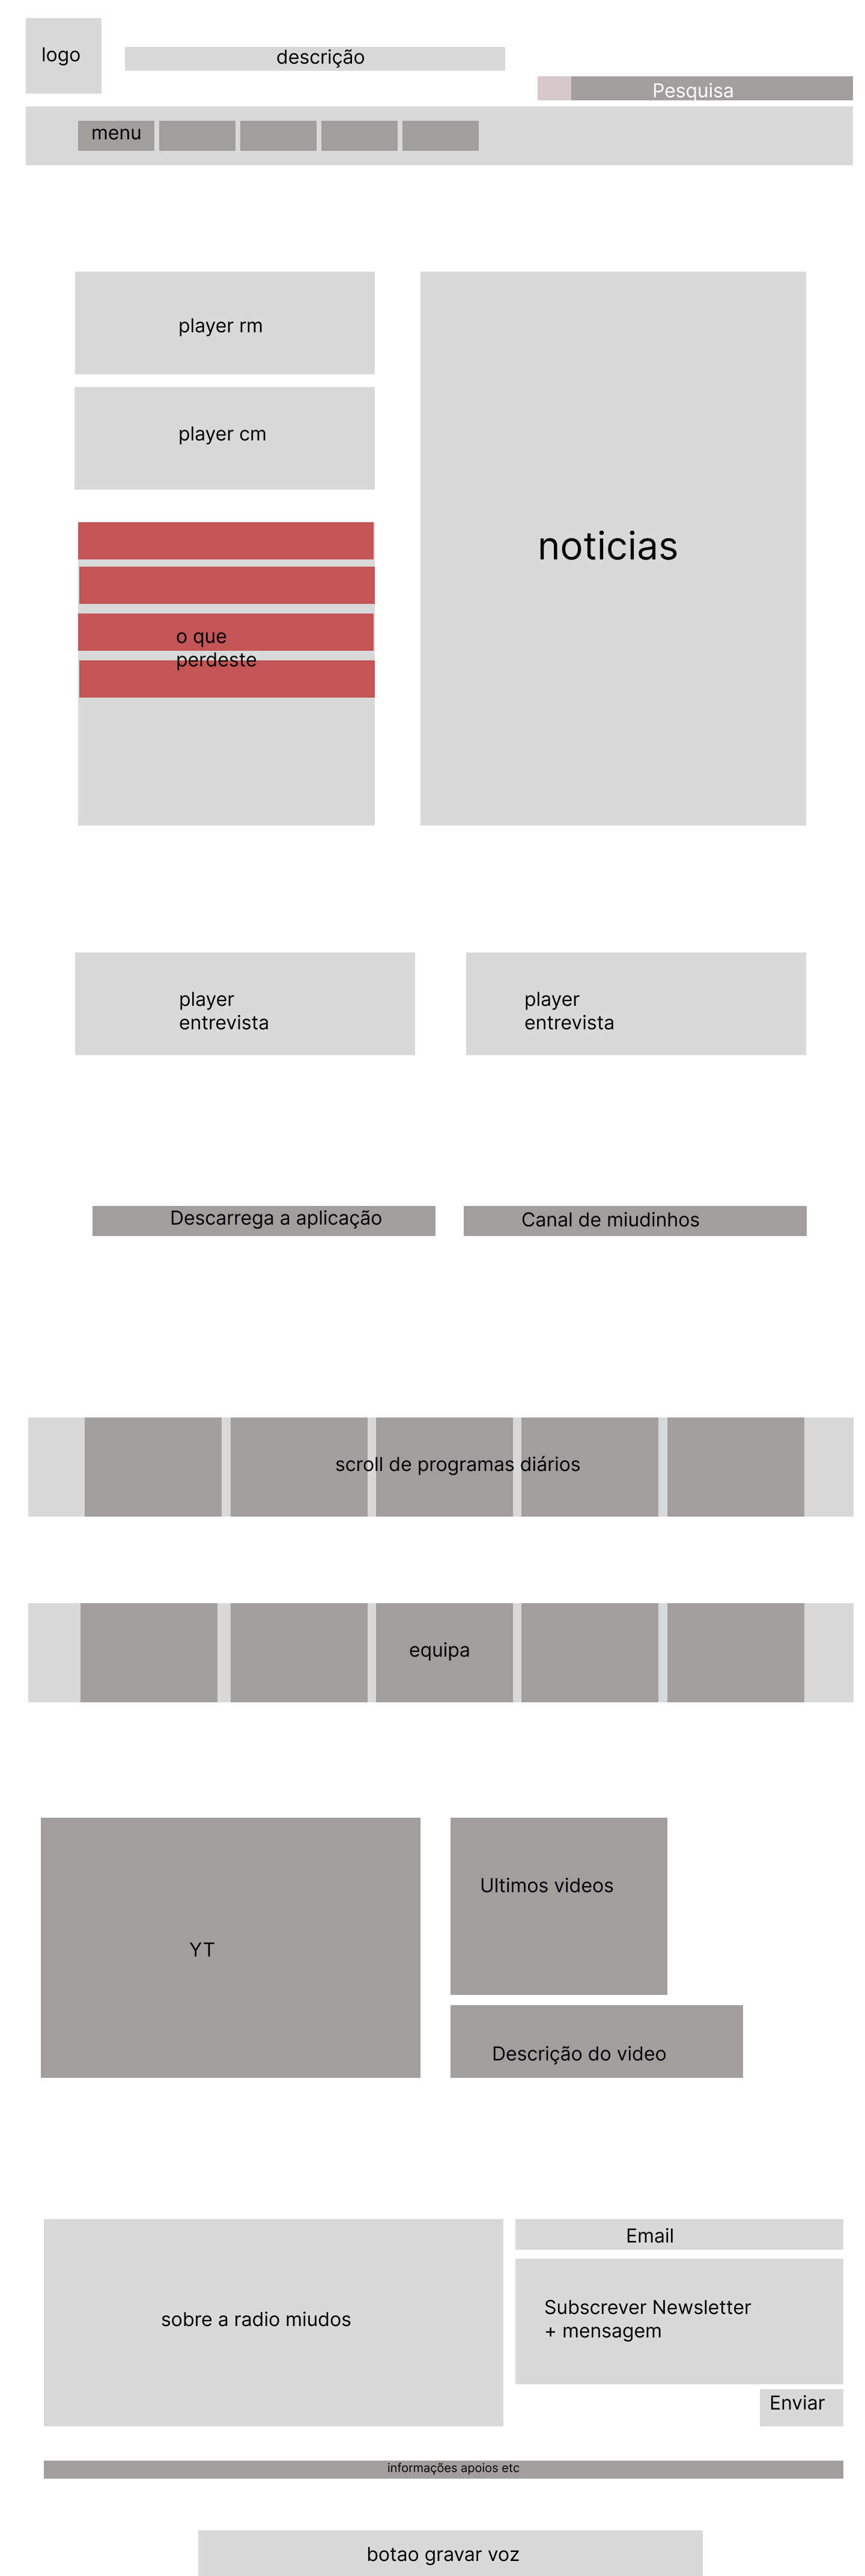 logo
descrição
Pesquisa
menu
player rm
player cm
noticias
o que
perdeste
player
entrevista
player
entrevista
Descarrega a aplicação
Canal de miudinhos
scroll de programas diários
equipa
YT
Ultimos videos
Descrição do video
Email
sobre a radio miudos
Subscrever Newsletter
+ mensagem
Enviar
informações apoios etc
botao gravar voz